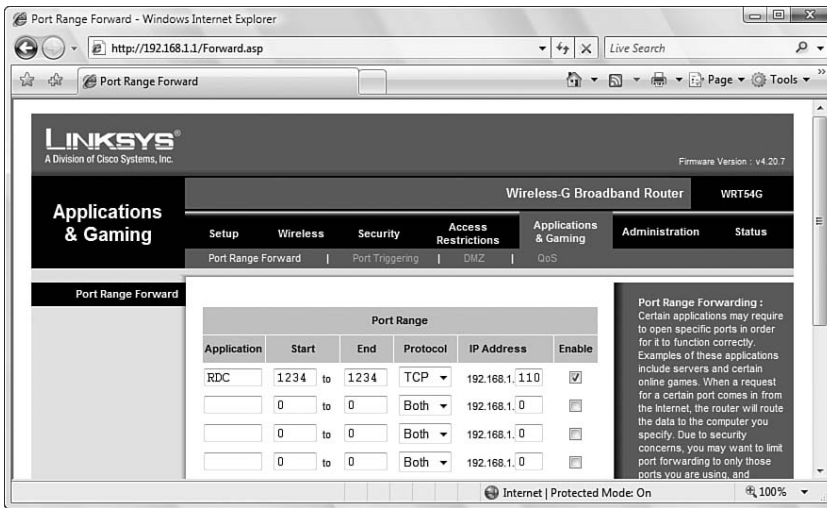 Port Range Forward - Windows Internet Explorer
http://192.168.1.1/Forward.asp
Live Search
Port Range Forward
Page
Tools
LINKSYS®
A Division of Cisco Systems, Inc.
Firmware Version : v4.20.7
Wireless-G Broadband Router WRT54G
Applications
& Gaming
Setup Wireless Security Access Restrictions Applications & Gaming Administration Status
Port Range Forward | Port Triggering | DMZ | QoS
Port Range Forward
Port Range
Application Start End Protocol IP Address Enable
RDC 1234 to 1234 TCP 192.168.1. 110
0 to 0 Both 192.168.1. 0
0 to 0 Both 192.168.1. 0
0 to 0 Both 192.168.1. 0
Port Range Forwarding :
Certain applications may require
to open specific ports in order
for it to function correctly.
Examples of these applications
include servers and certain
online games. When a request
for a certain port comes in from
the Internet, the router will route
the data to the computer you
specify. Due to security
concerns, you may want to limit
port forwarding to only those
ports you are using, and
Internet | Protected Mode: On
100%